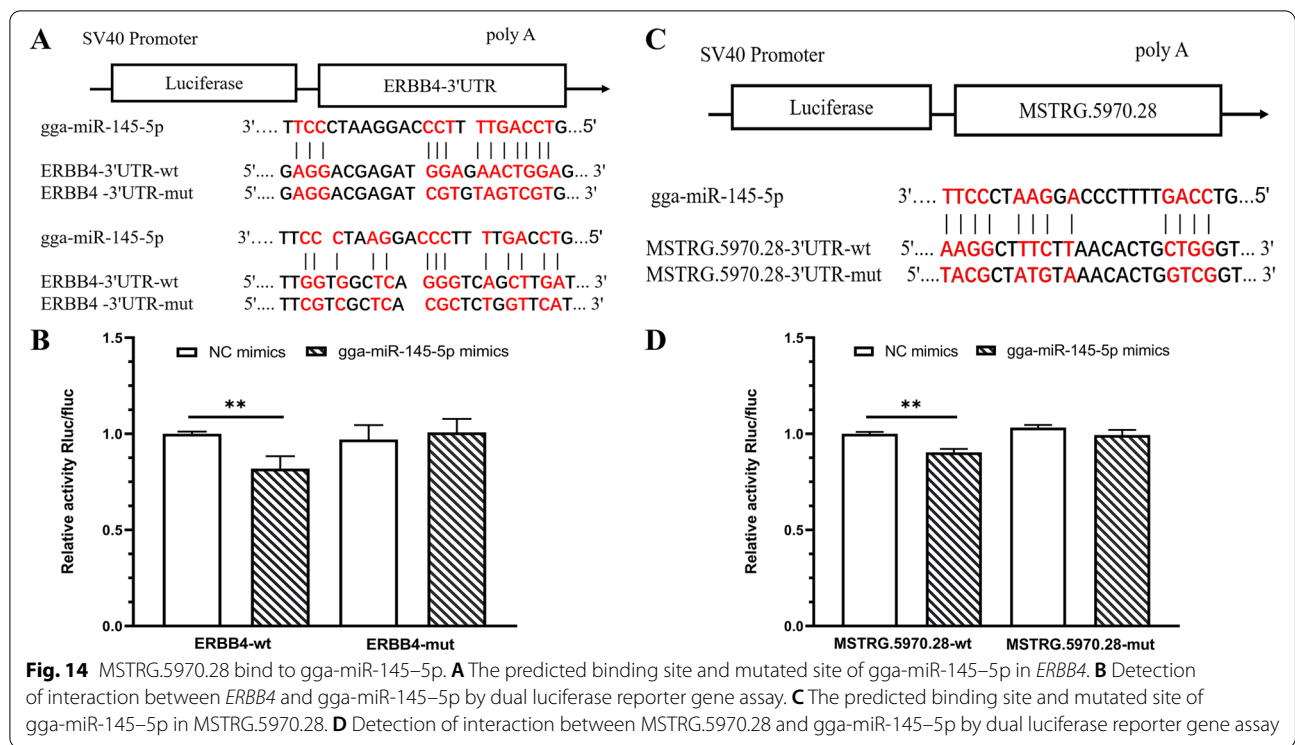 A
SV40 Promoter poly A
Luciferase ERBB4-3'UTR
gga-miR-145-5p 3'.... TTCCCTAAGGACCCTT TTGACCTG...5'
ERBB4-3'UTR-wt 5'.... GAGGACGAGAT GGAGAACTGGAG... 3'
ERBB4 -3'UTR-mut 5'.... GAGGACGAGAT CGTGTAGTCGTG... 3'
gga-miR-145-5p 3'.... TTCC CTAAGGACCCTT TTGACCTG...5'
ERBB4-3'UTR-wt 5'.... TTGGTGGCTCA GGGTCAGCTTGAT... 3'
ERBB4 -3'UTR-mut 5'.... TTCGTCGCTCA CGCTCTGGTTCAT... 3'
C
SV40 Promoter poly A
Luciferase MSTRG.5970.28
gga-miR-145-5p 3'.... TTCCCTAAGGACCCTTTTGACCTG...5'
MSTRG.5970.28-3'UTR-wt 5'.... AAGGCTTTCTTAACACTGCTGGGT... 3'
MSTRG.5970.28-3'UTR-mut 5'.... TACGCTATGTAAACACTGGTCGGT... 3'
B
NC mimics gga-miR-145-5p mimics
Relative activity Rluc/fluc
1.5
1.0
0.5
0.0
**
ERBB4-wt ERBB4-mut
D
NC mimics gga-miR-145-5p mimics
Relative activity Rluc/fluc
1.5
1.0
0.5
0.0
**
MSTRG.5970.28-wt MSTRG.5970.28-mut
Fig. 14 MSTRG.5970.28 bind to gga-miR-145–5p. A The predicted binding site and mutated site of gga-miR-145–5p in ERBB4. B Detection
of interaction between ERBB4 and gga-miR-145–5p by dual luciferase reporter gene assay. C The predicted binding site and mutated site of
gga-miR-145–5p in MSTRG.5970.28. D Detection of interaction between MSTRG.5970.28 and gga-miR-145–5p by dual luciferase reporter gene assay